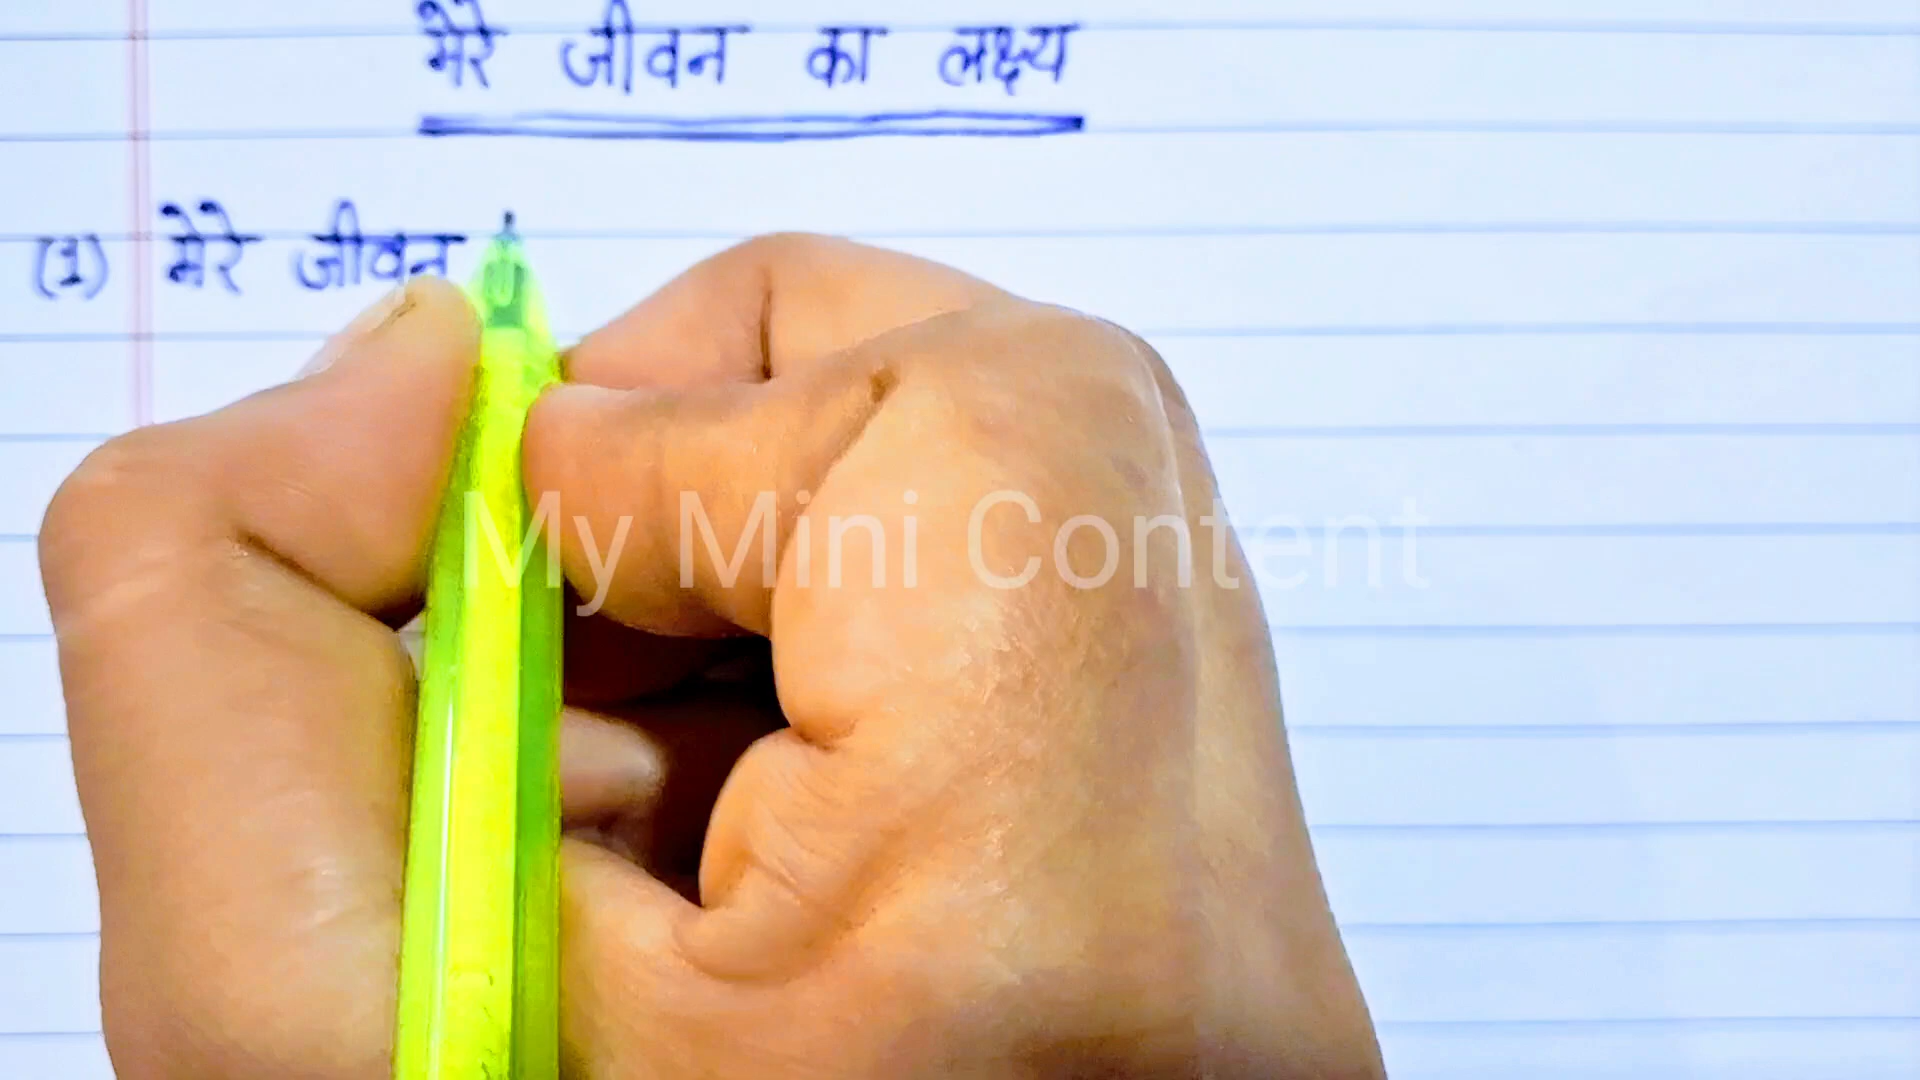 मेरे जीवन का लक्ष्य
(1) मेरे जीवन
My Mini Content